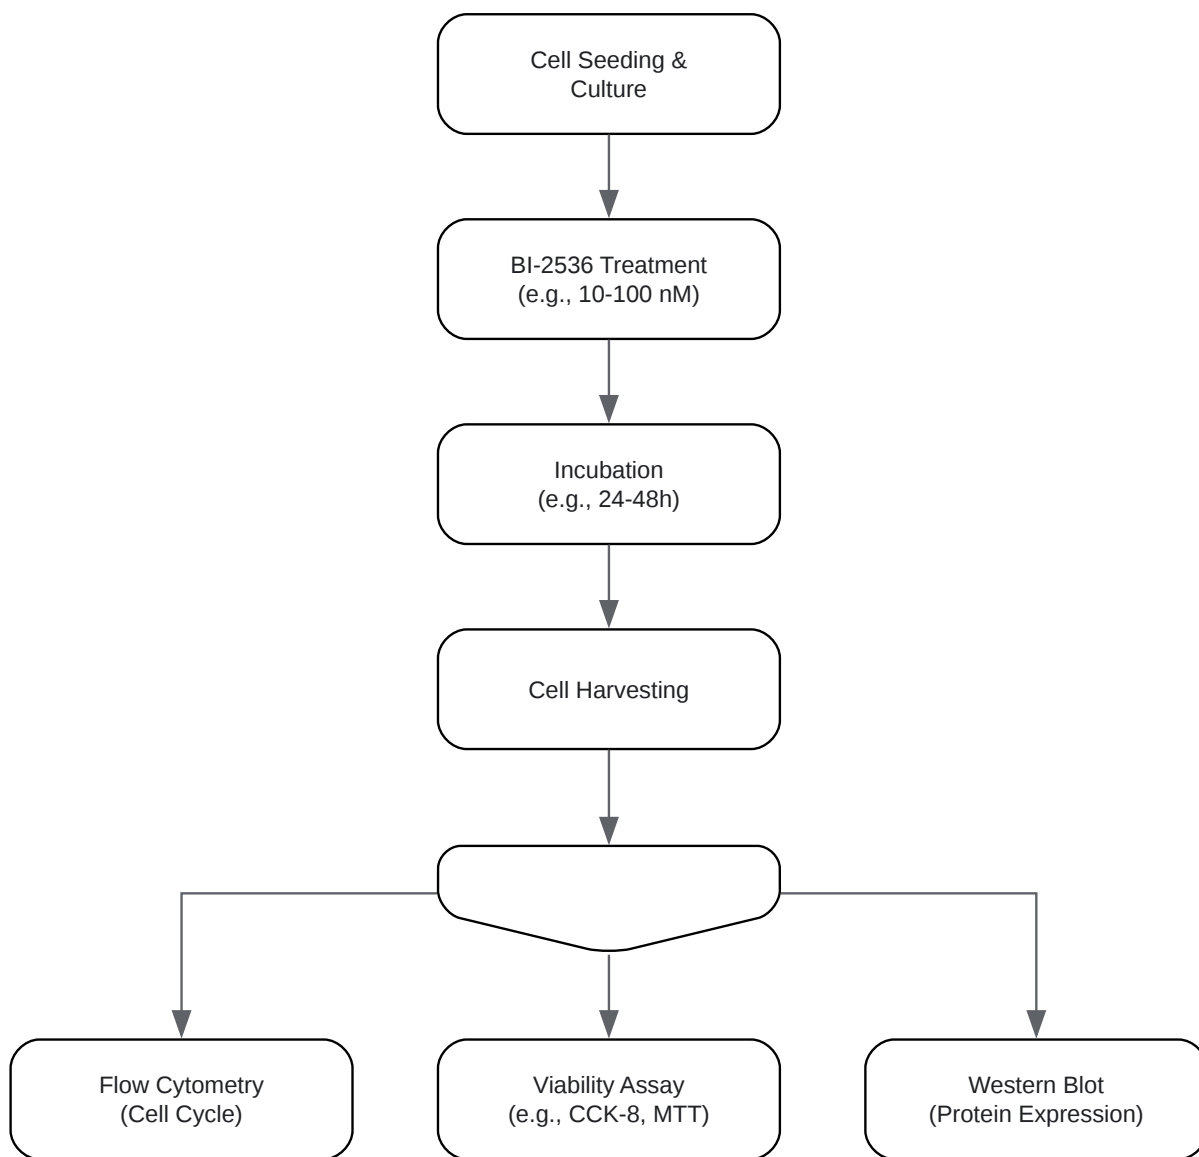 Cell Seeding &
Culture
BI-2536 Treatment
(e.g., 10-100 nM)
Incubation
(e.g., 24-48h)
Cell Harvesting
Flow Cytometry
(Cell Cycle)
Viability Assay
(e.g., CCK-8, MTT)
Western Blot
(Protein Expression)